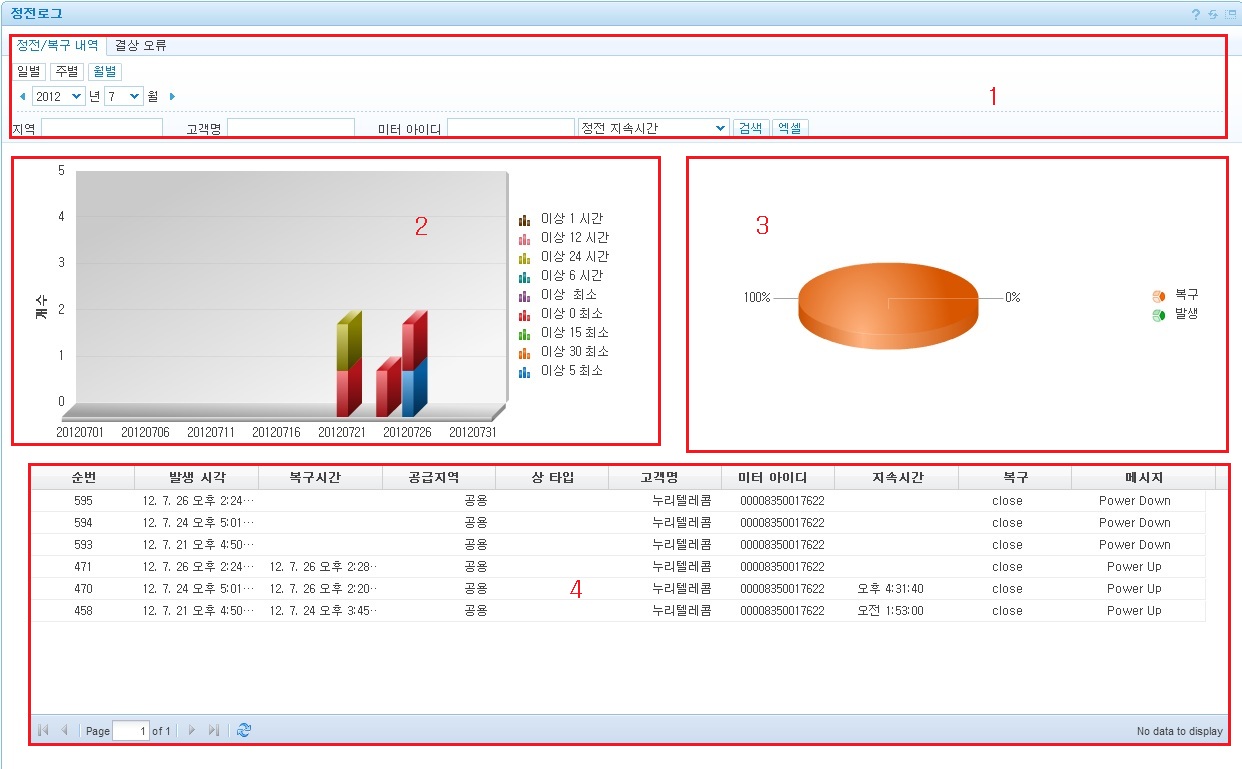 정전로그
정전/복구 내역 결상 오류
일별 주별 월별
2012 년 7 월
1
지역 고객명 미터 아이디 정전 지속시간 검색 엑셀
5
4
3
2
1
0
개수
2
20120701 20120706 20120711 20120716 20120721 20120726 20120731
이상 1 시간
이상 12 시간
이상 24 시간
이상 6 시간
이상 최소
이상 0 최소
이상 15 최소
이상 30 최소
이상 5 최소
3
100% 0%
복구
발생
순번 발생 시각 복구시간 공급지역 상 타입 고객명 미터 아이디 지속시간 복구 메시지
595 12. 7. 26 오후 2:24··· 공용 누리텔레콤 00008350017622 close Power Down
594 12. 7. 24 오후 5:01··· 공용 누리텔레콤 00008350017622 close Power Down
593 12. 7. 21 오후 4:50··· 공용 누리텔레콤 00008350017622 close Power Down
471 12. 7. 26 오후 2:24··· 12. 7. 26 오후 2:28·· 공용 누리텔레콤 00008350017622 close Power Up
470 12. 7. 24 오후 5:01··· 12. 7. 26 오후 2:20·· 공용 누리텔레콤 00008350017622 오후 4:31:40 close Power Up
4
458 12. 7. 21 오후 4:50··· 12. 7. 24 오후 3:45·· 공용 누리텔레콤 00008350017622 오전 1:53:00 close Power Up
Page 1 of 1 No data to display